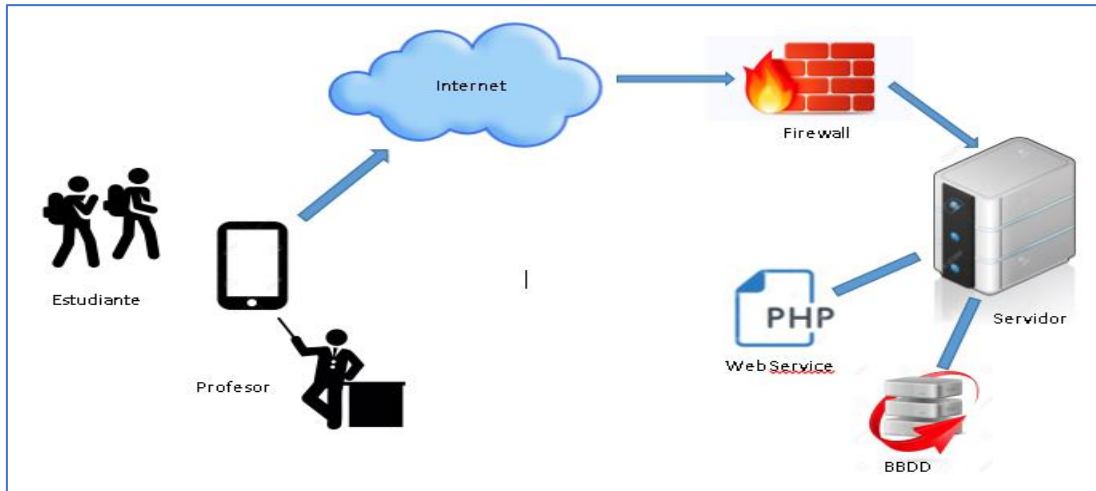 Internet
Firewall
Estudiante
Servidor
PHP
WebService
Profesor
BBDD